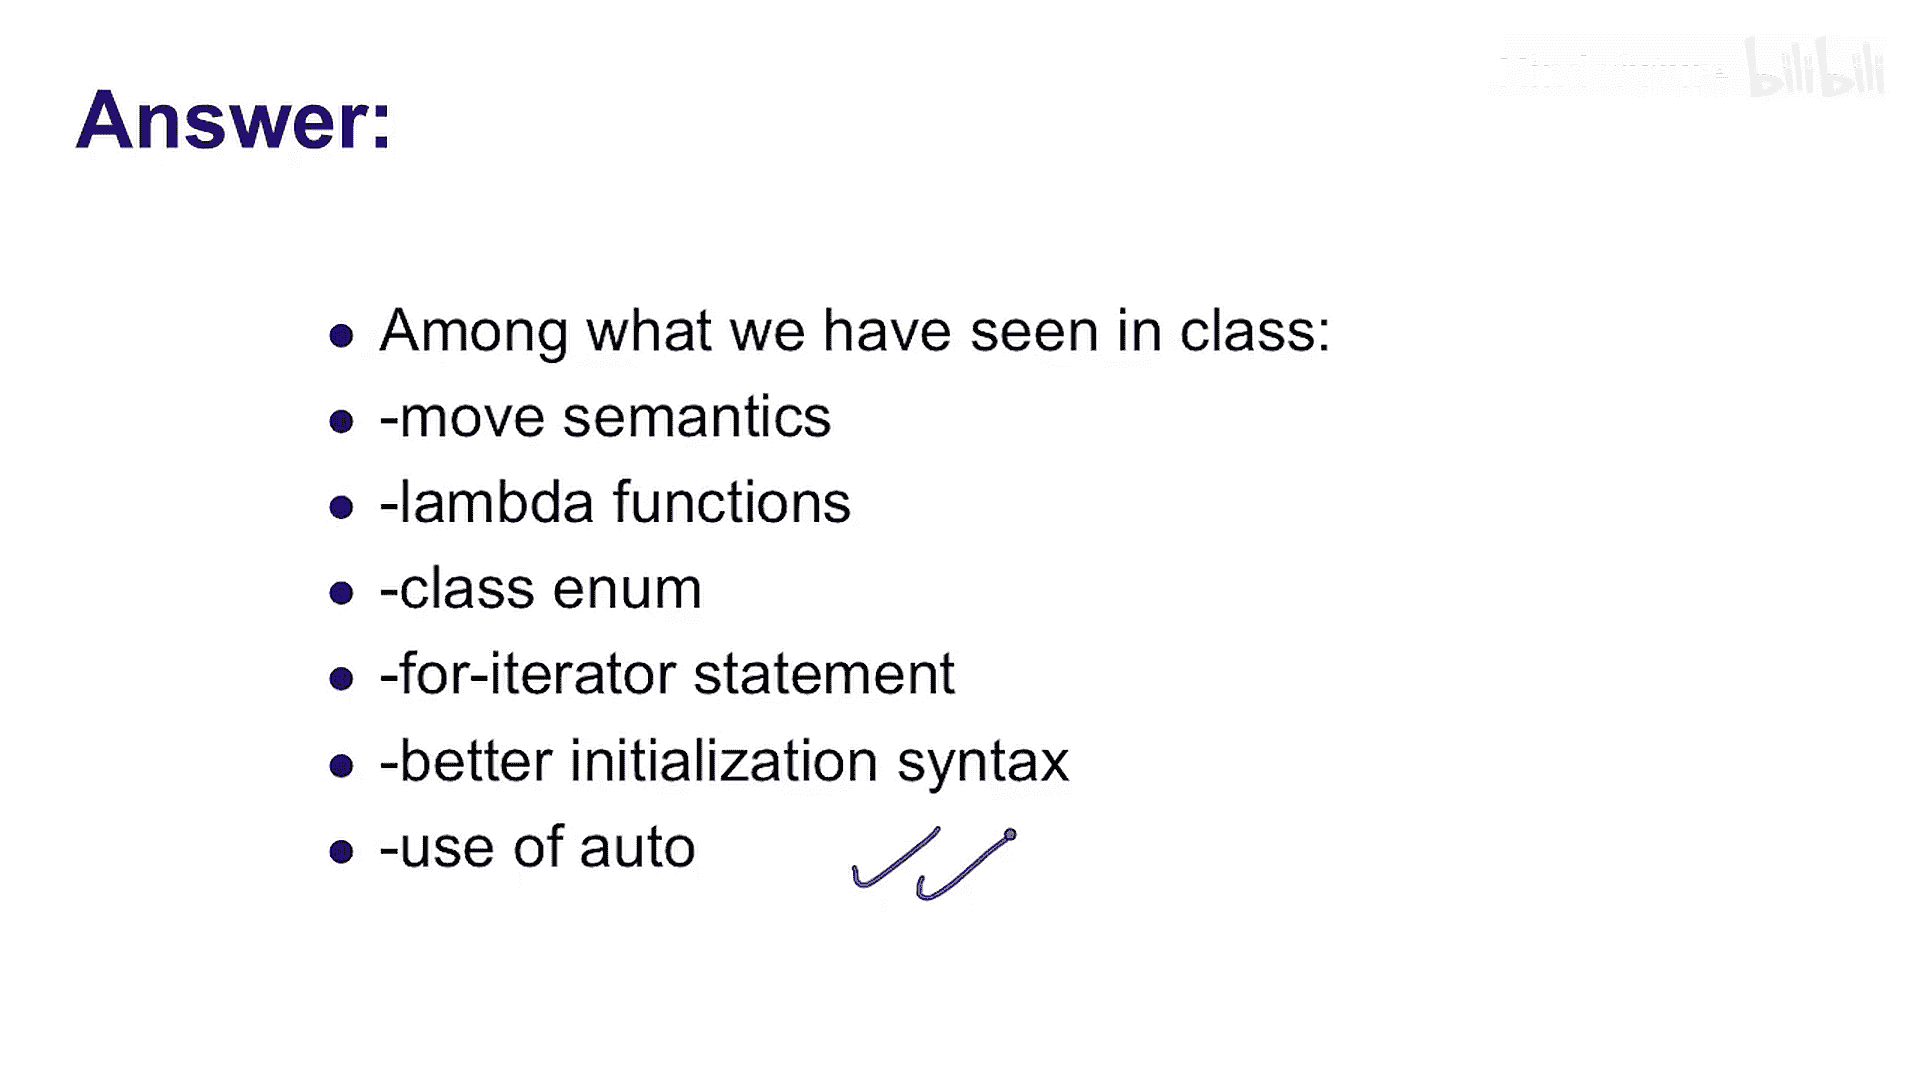 bilibili
Answer:
Among what we have seen in class:
-move semantics
-lambda functions
-class enum
-for-iterator statement
-better initialization syntax
-use of auto